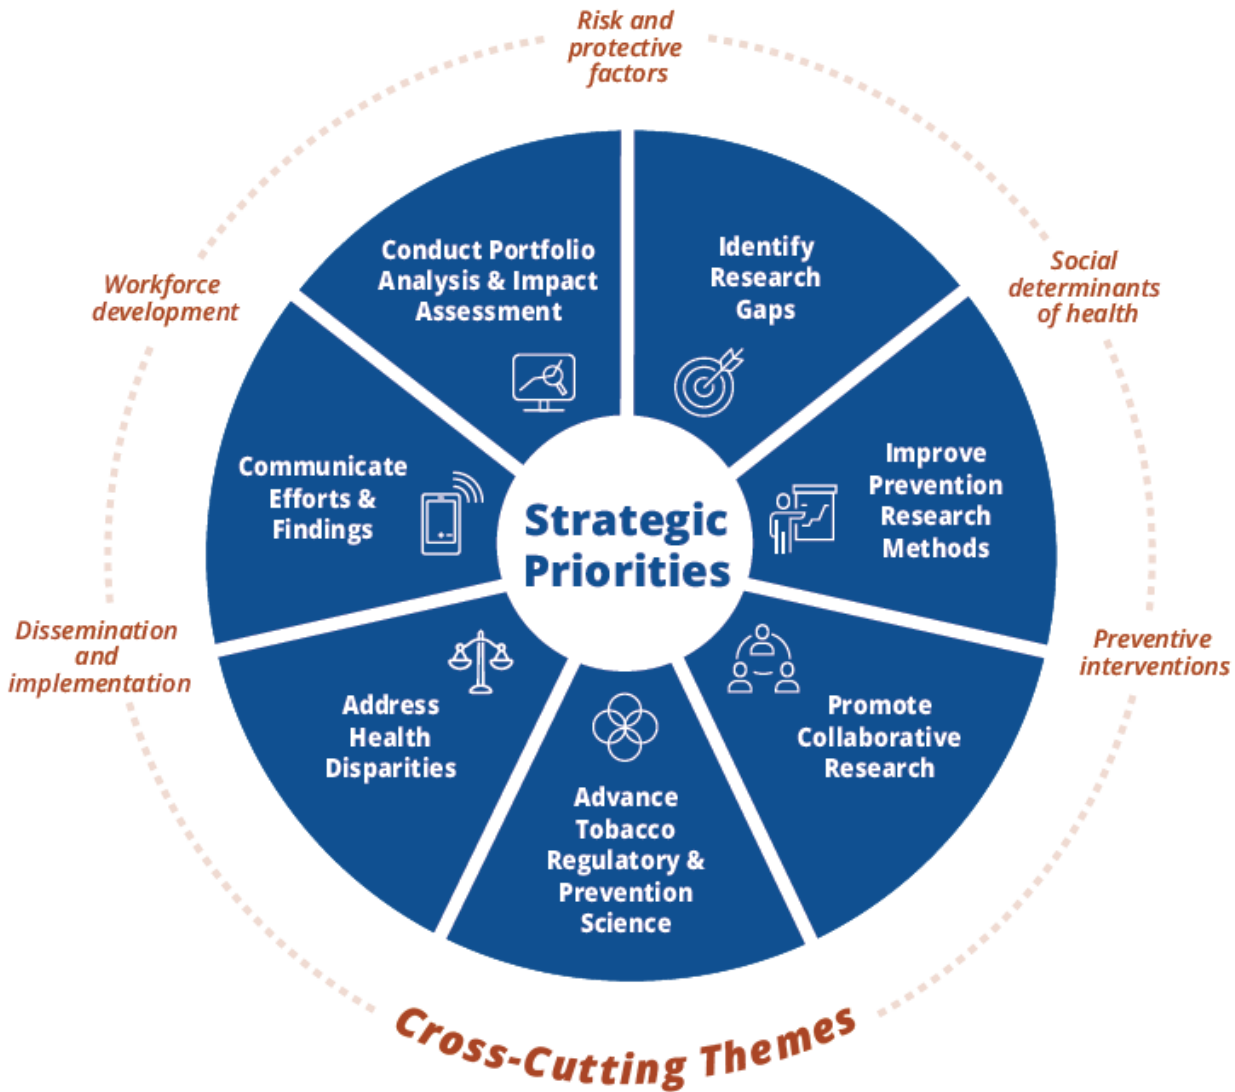 Risk and
protective
factors
Social
determinants
of health
Preventive
interventions
Workforce
development
Dissemination
and
implementation
Conduct Portfolio
Analysis & Impact
Assessment
Identify
Research
Gaps
Improve
Prevention
Research
Methods
Promote
Collaborative
Research
Advance
Tobacco
Regulatory &
Prevention
Science
Address
Health
Disparities
Communicate
Efforts &
Findings
Strategic
Priorities
Cross-Cutting Themes